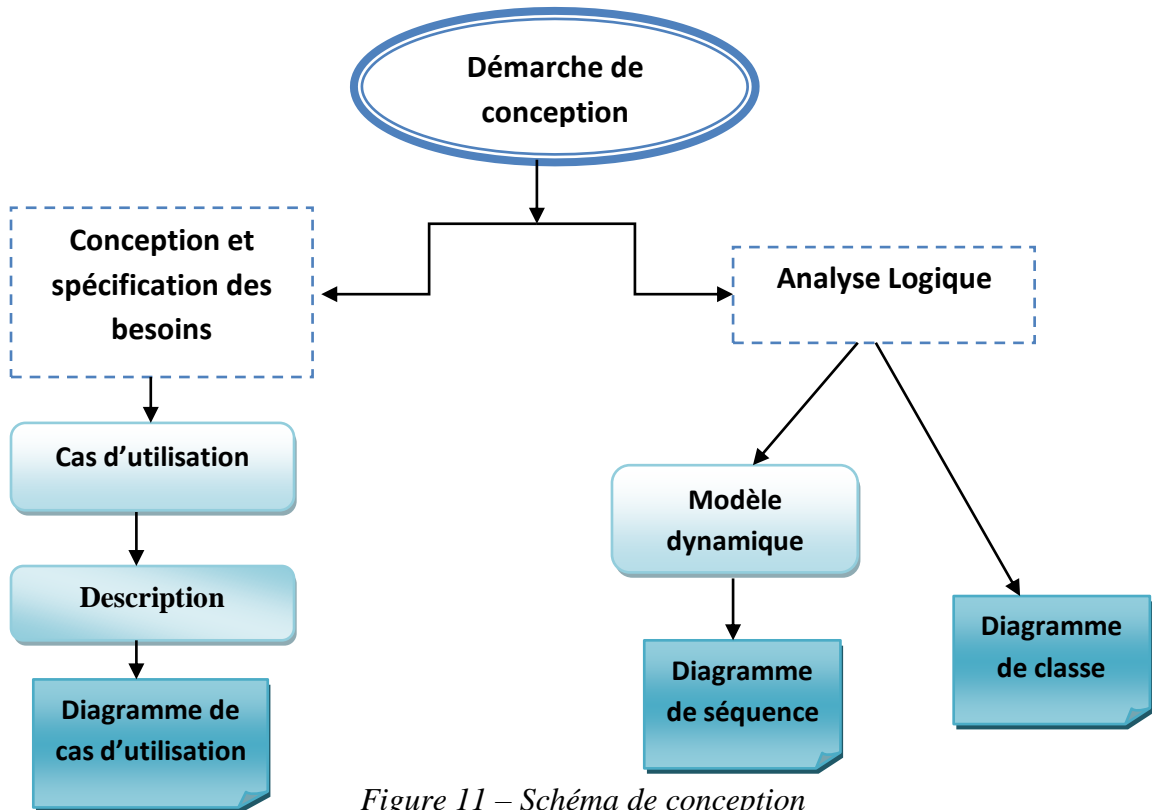 Démarche de
conception
Conception et
spécification des
besoins
Analyse Logique
Cas d’utilisation
Modèle
dynamique
Description
Diagramme
de classe
Diagramme
de séquence
Diagramme de
cas d’utilisation
Figure 11 – Schéma de conception